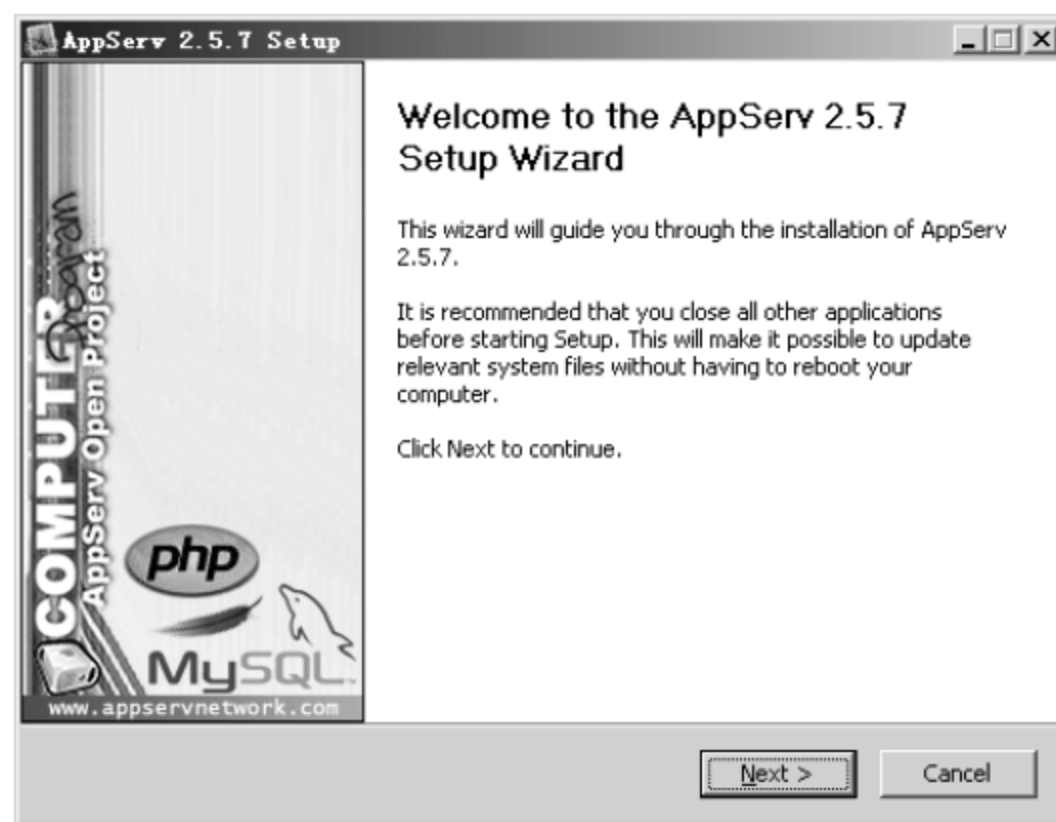 AppServ 2.5.7 Setup
Welcome to the AppServ 2.5.7
Setup Wizard
This wizard will guide you through the installation of AppServ
2.5.7.
It is recommended that you close all other applications
before starting Setup. This will make it possible to update
relevant system files without having to reboot your
computer.
Click Next to continue.
COMPUTER
Program
AppServ Open Project
php
MySQL
www.appservnetwork.com
Next >
Cancel